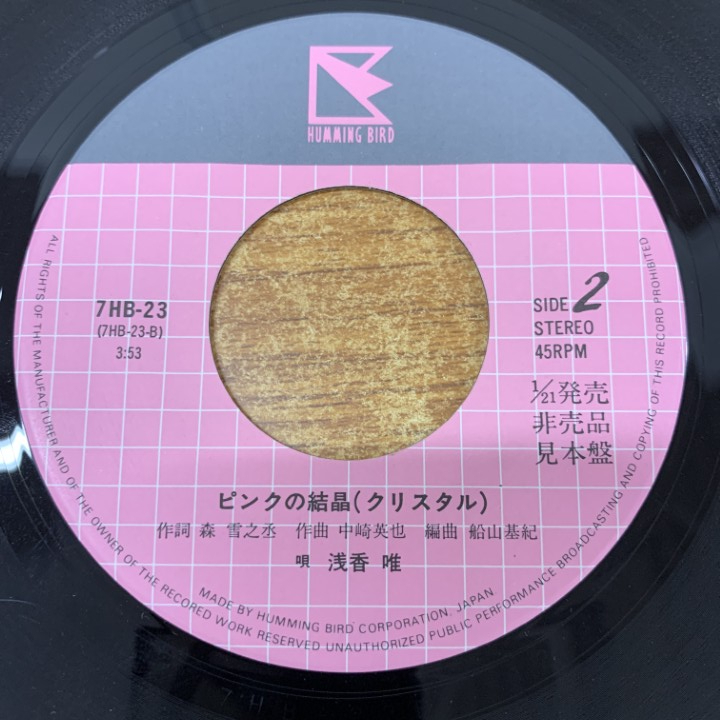 HUMMING BIRD
7HB-23
(7HB-23-B)
3:53
SIDE 2
STEREO
45RPM
1/21発売
非売品
見本盤
ピンクの結晶(クリスタル)
作詞 森 雪之丞 作曲 中崎英也 編曲 船山基紀
唄 浅香 唯
MADE BY HUMMING BIRD CORPORATION, JAPAN
ALL RIGHTS OF THE MANUFACTURER AND OF THE OWNER OF THE RECORDED WORK RESERVED UNAUTHORIZED PUBLIC PERFORMANCE BROADCASTING AND COPYING OF THIS RECORD PROHIBITED